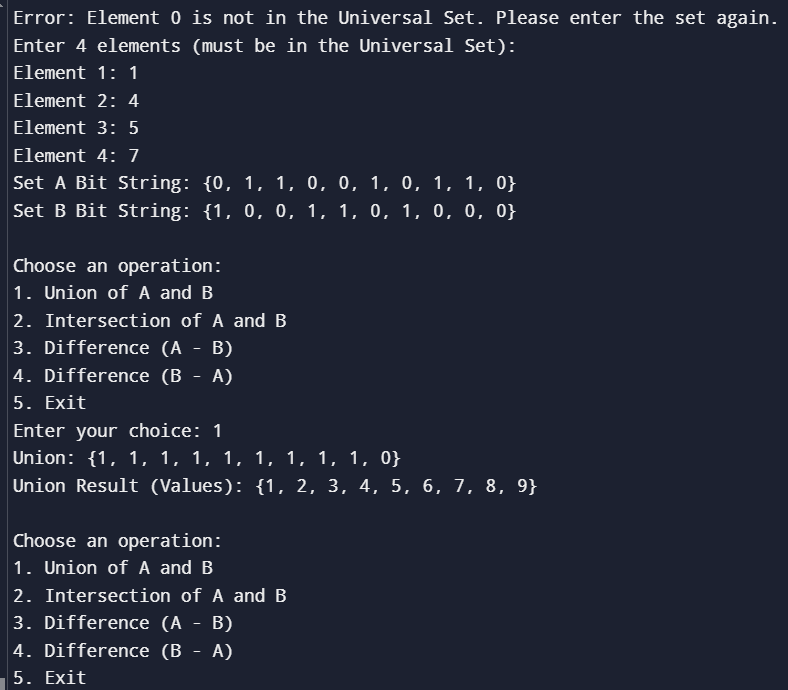 Error: Element 0 is not in the Universal Set. Please enter the set again.
Enter 4 elements (must be in the Universal Set):
Element 1: 1
Element 2: 4
Element 3: 5
Element 4: 7
Set A Bit String: {0, 1, 1, 0, 0, 1, 0, 1, 1, 0}
Set B Bit String: {1, 0, 0, 1, 1, 0, 1, 0, 0, 0}

Choose an operation:
1. Union of A and B
2. Intersection of A and B
3. Difference (A - B)
4. Difference (B - A)
5. Exit
Enter your choice: 1
Union: {1, 1, 1, 1, 1, 1, 1, 1, 1, 0}
Union Result (Values): {1, 2, 3, 4, 5, 6, 7, 8, 9}

Choose an operation:
1. Union of A and B
2. Intersection of A and B
3. Difference (A - B)
4. Difference (B - A)
5. Exit